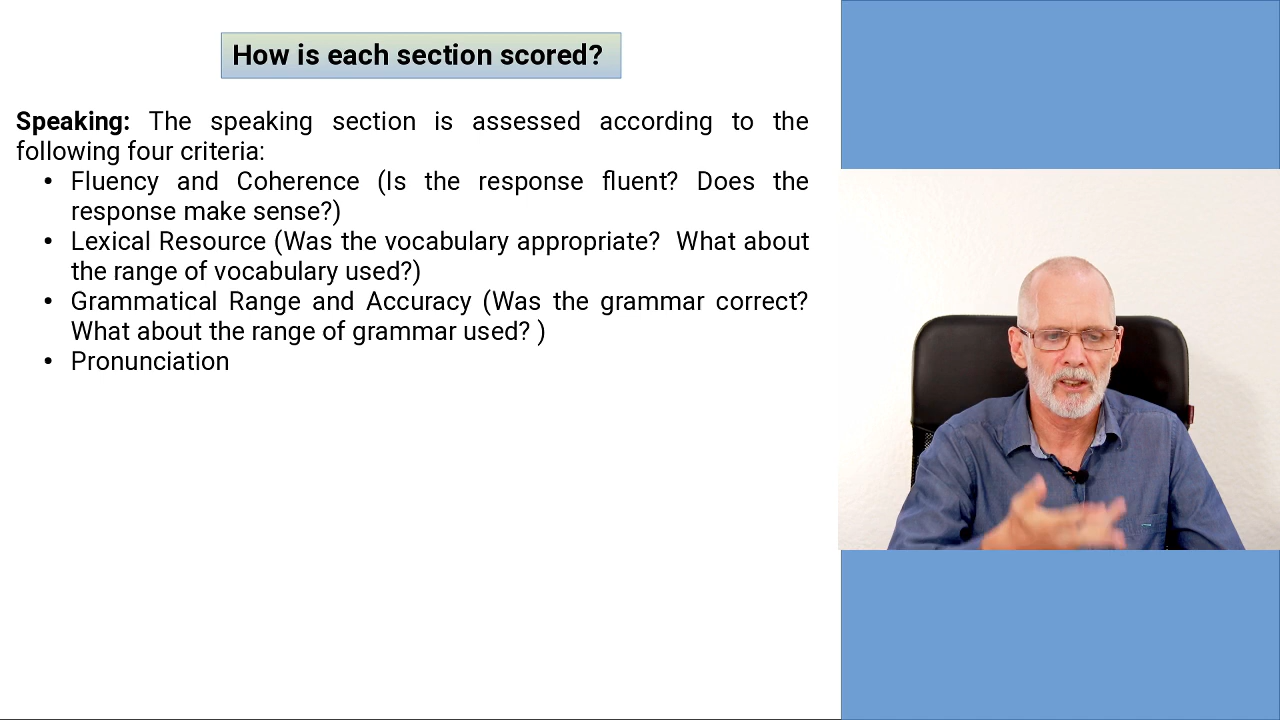 How is each section scored?
Speaking: The speaking section is assessed according to the
following four criteria:
• Fluency and Coherence (Is the response fluent? Does the
response make sense?)
• Lexical Resource (Was the vocabulary appropriate?  What about
the range of vocabulary used?)
• Grammatical Range and Accuracy (Was the grammar correct?
What about the range of grammar used? )
• Pronunciation